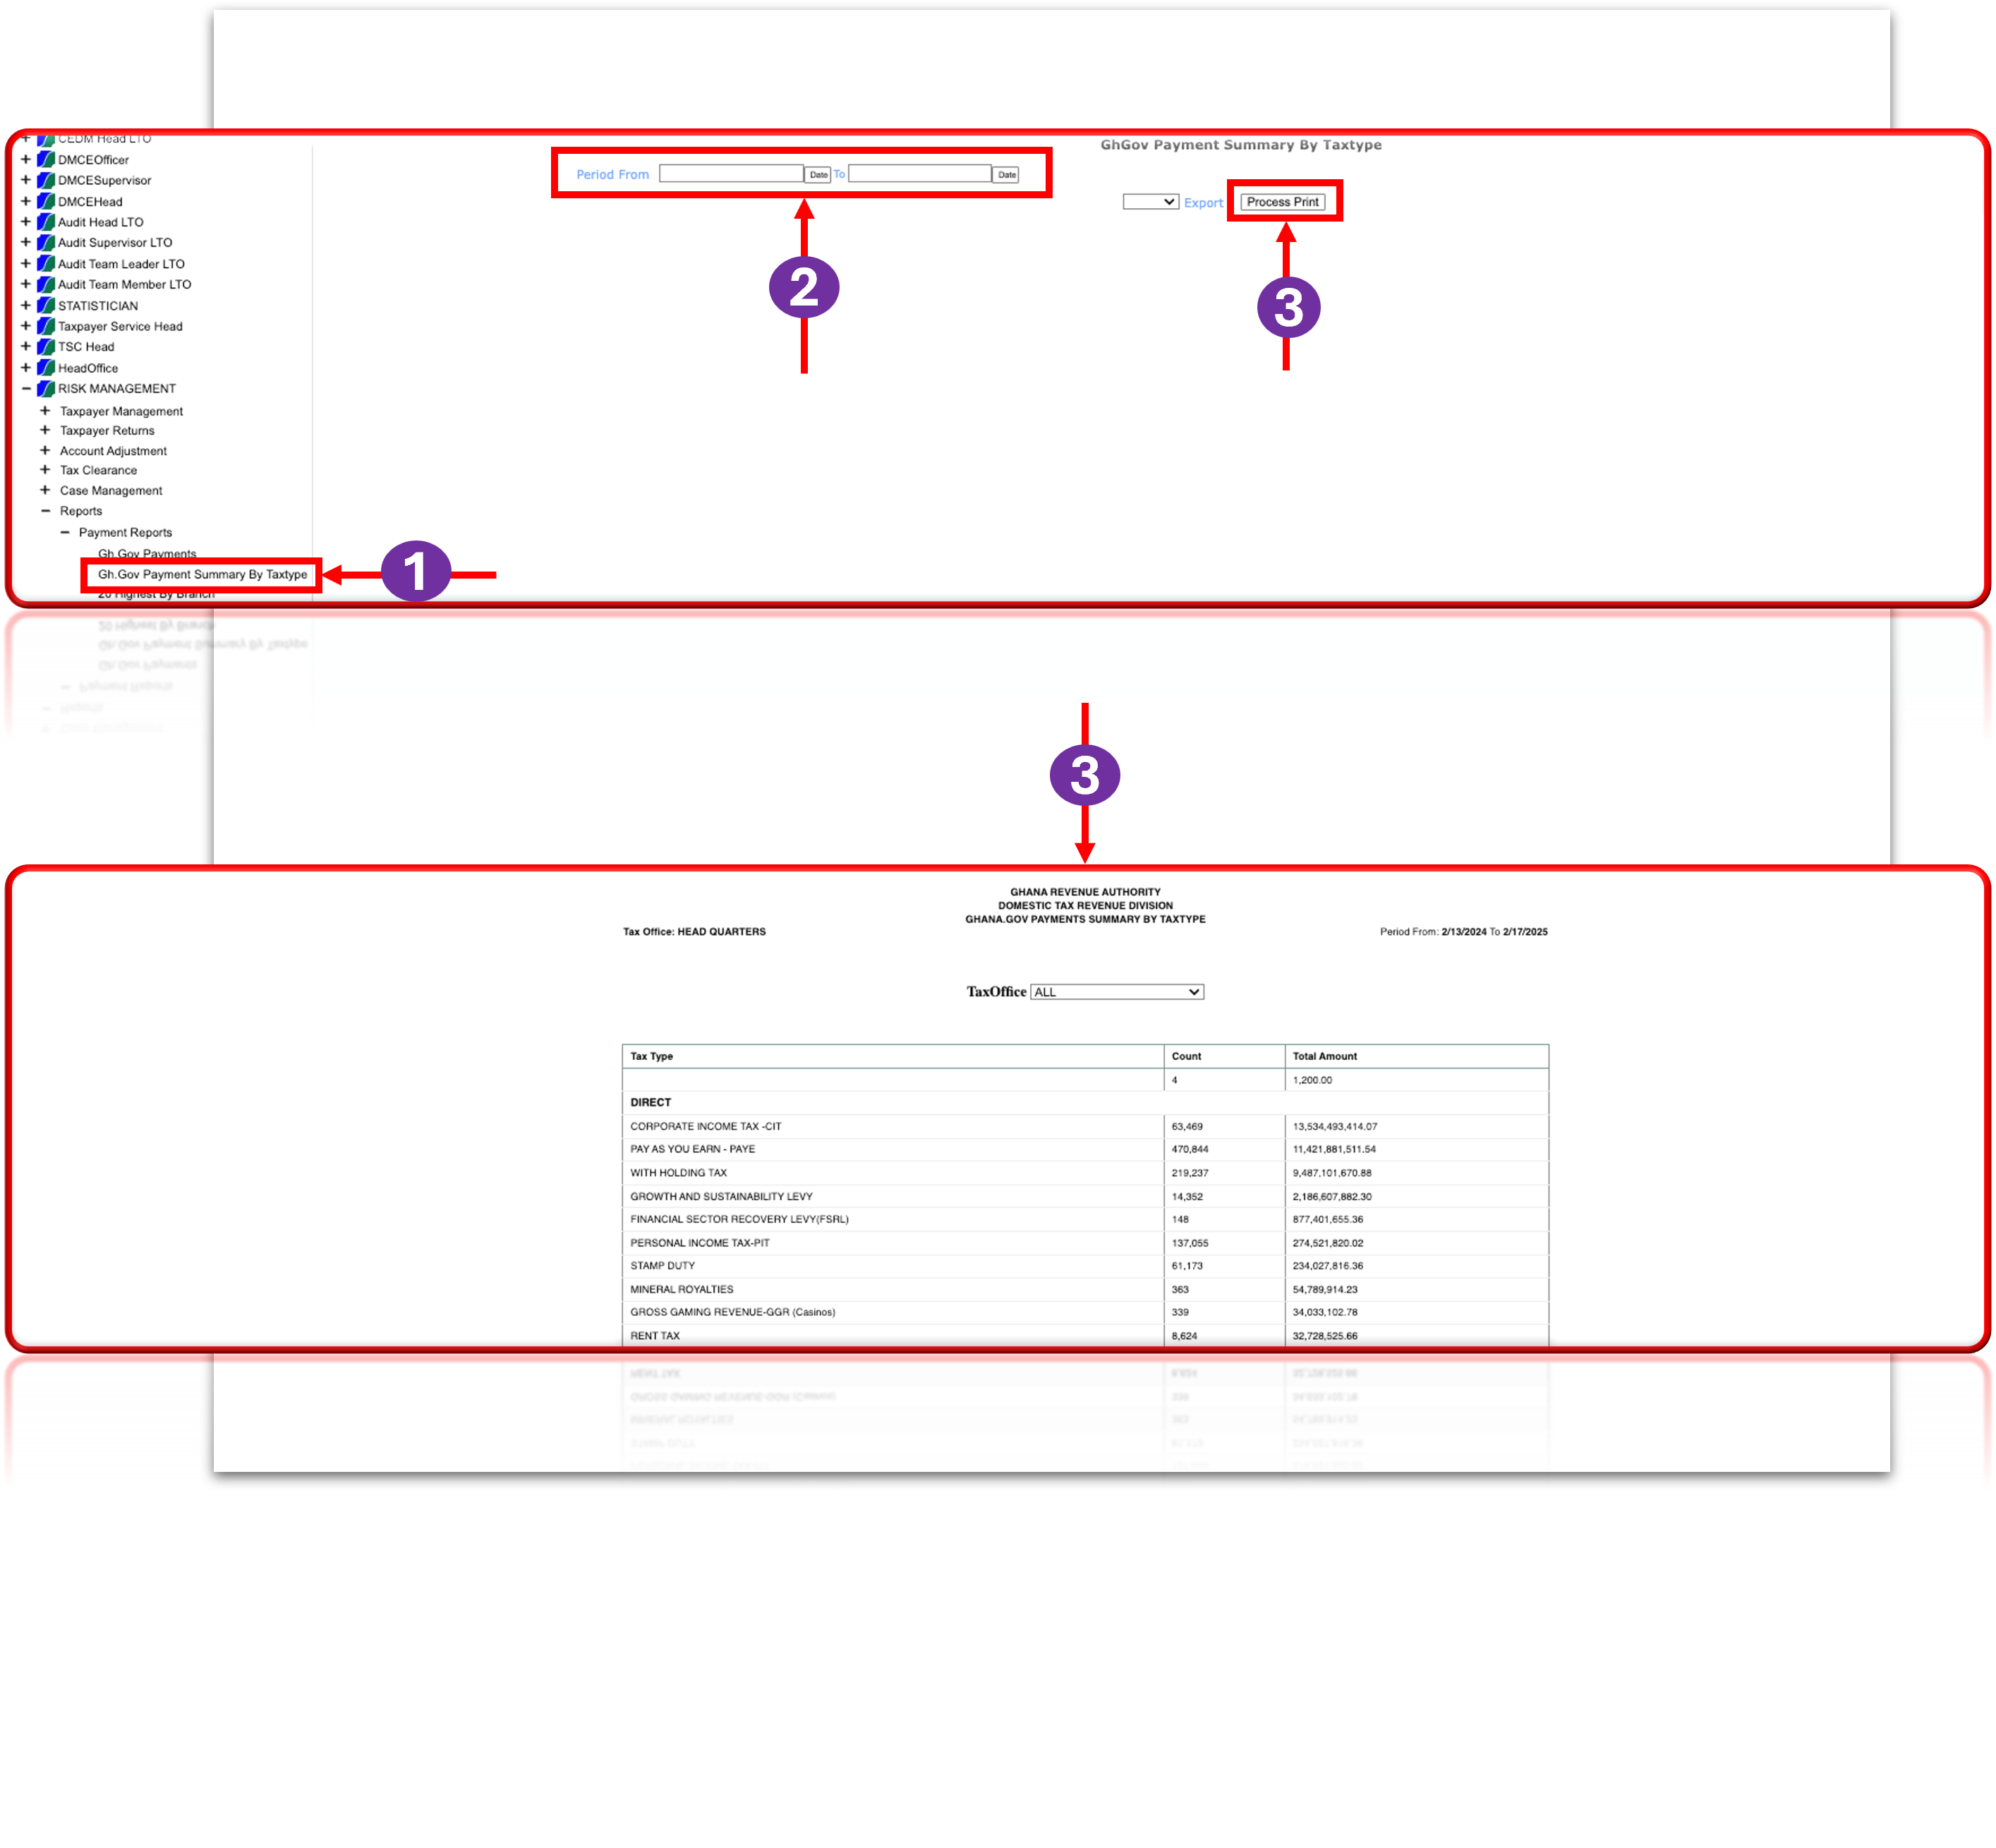 GhGov Payment Summary By Taxtype
CEDM Head LTO
DMCEOfficer
DMCESupervisor
DMCEHead
Audit Head LTO
Audit Supervisor LTO
Audit Team Leader LTO
Audit Team Member LTO
STATISTICIAN
Taxpayer Service Head
TSC Head
HeadOffice
RISK MANAGEMENT
Taxpayer Management
Taxpayer Returns
Account Adjustment
Tax Clearance
Case Management
Reports
Payment Reports
Gh.Gov Payments
Gh.Gov Payment Summary By Taxtype
20 Highest By Branch
Period From Date To Date
Export Process Print
2
3
1
3
GHANA REVENUE AUTHORITY
DOMESTIC TAX REVENUE DIVISION
GHANA.GOV PAYMENTS SUMMARY BY TAXTYPE
Tax Office: HEAD QUARTERS Period From: 2/13/2024 To 2/17/2025
TaxOffice ALL
Tax Type Count Total Amount
4 1,200.00
DIRECT
CORPORATE INCOME TAX -CIT 63,469 13,534,493,414.07
PAY AS YOU EARN - PAYE 470,844 11,421,881,511.54
WITH HOLDING TAX 219,237 9,487,101,670.88
GROWTH AND SUSTAINABILITY LEVY 14,352 2,186,607,882.30
FINANCIAL SECTOR RECOVERY LEVY(FSRL) 148 877,401,655.36
PERSONAL INCOME TAX-PIT 137,055 274,521,820.02
STAMP DUTY 61,173 234,027,816.36
MINERAL ROYALTIES 363 54,789,914.23
GROSS GAMING REVENUE-GGR (Casinos) 339 34,033,102.78
RENT TAX 8,624 32,728,525.66